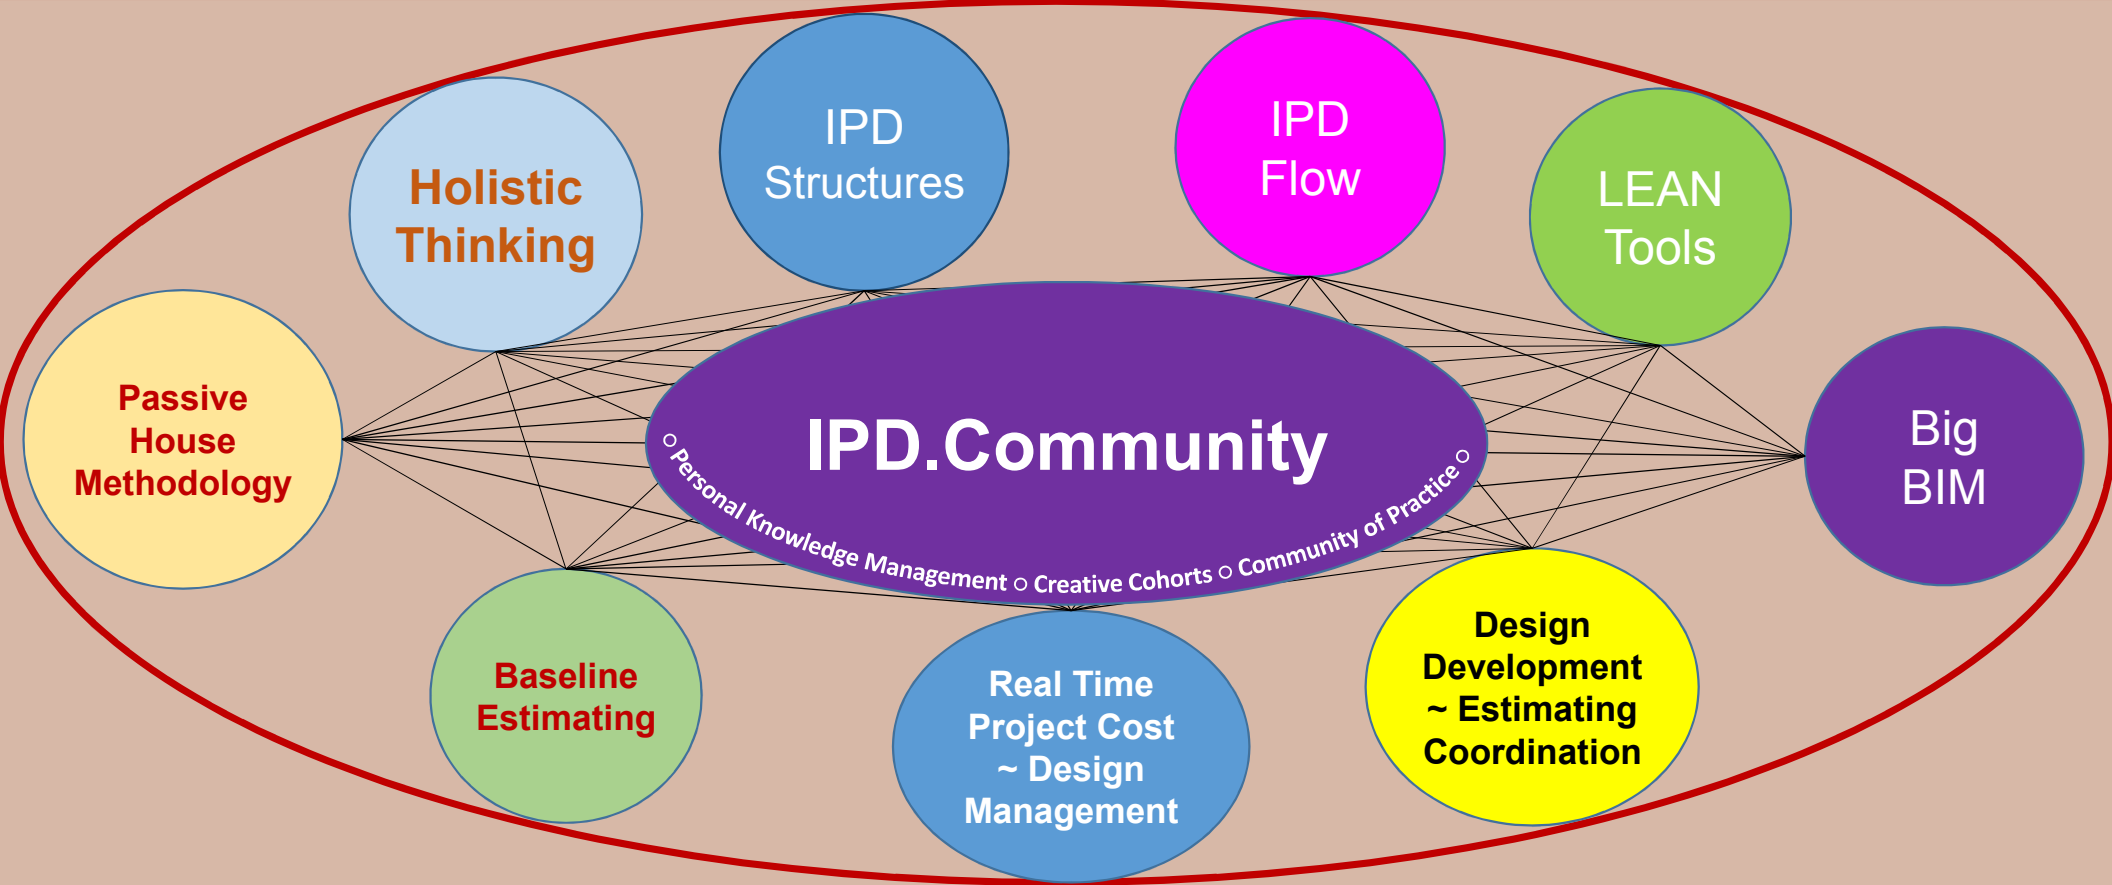 IPD
Structures
IPD
Flow
Holistic
Thinking
LEAN
Tools
Passive
House
Methodology
IPD.Community
○ Personal Knowledge Management ○ Creative Cohorts ○ Community of Practice ○
Big
BIM
Baseline
Estimating
Real Time
Project Cost
~ Design
Management
Design
Development
~ Estimating
Coordination